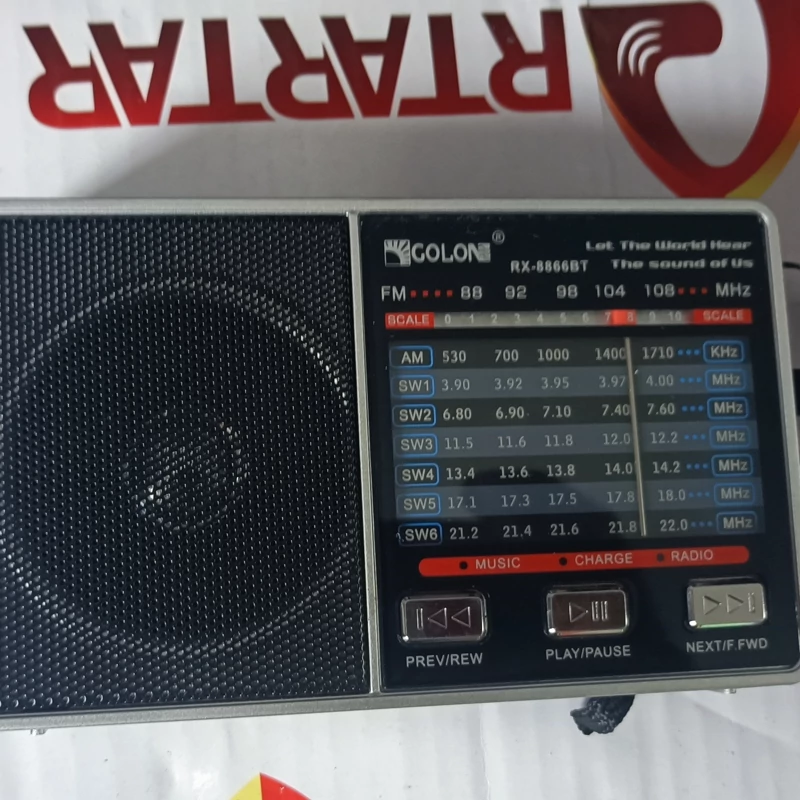 RTARTAR
GOLON®
RX-8866BT
Let The World Hear
The sound of Us
FM 88 92 98 104 108 MHz
SCALE 0 1 2 3 4 5 6 7 8 9 10 SCALE
AM 530 700 1000 1400 1710 KHz
SW1 3.90 3.92 3.95 3.97 4.00 MHz
SW2 6.80 6.90 7.10 7.40 7.60 MHz
SW3 11.5 11.6 11.8 12.0 12.2 MHz
SW4 13.4 13.6 13.8 14.0 14.2 MHz
SW5 17.1 17.3 17.5 17.8 18.0 MHz
SW6 21.2 21.4 21.6 21.8 22.0 MHz
MUSIC CHARGE RADIO
PREV/REW PLAY/PAUSE NEXT/F.FWD